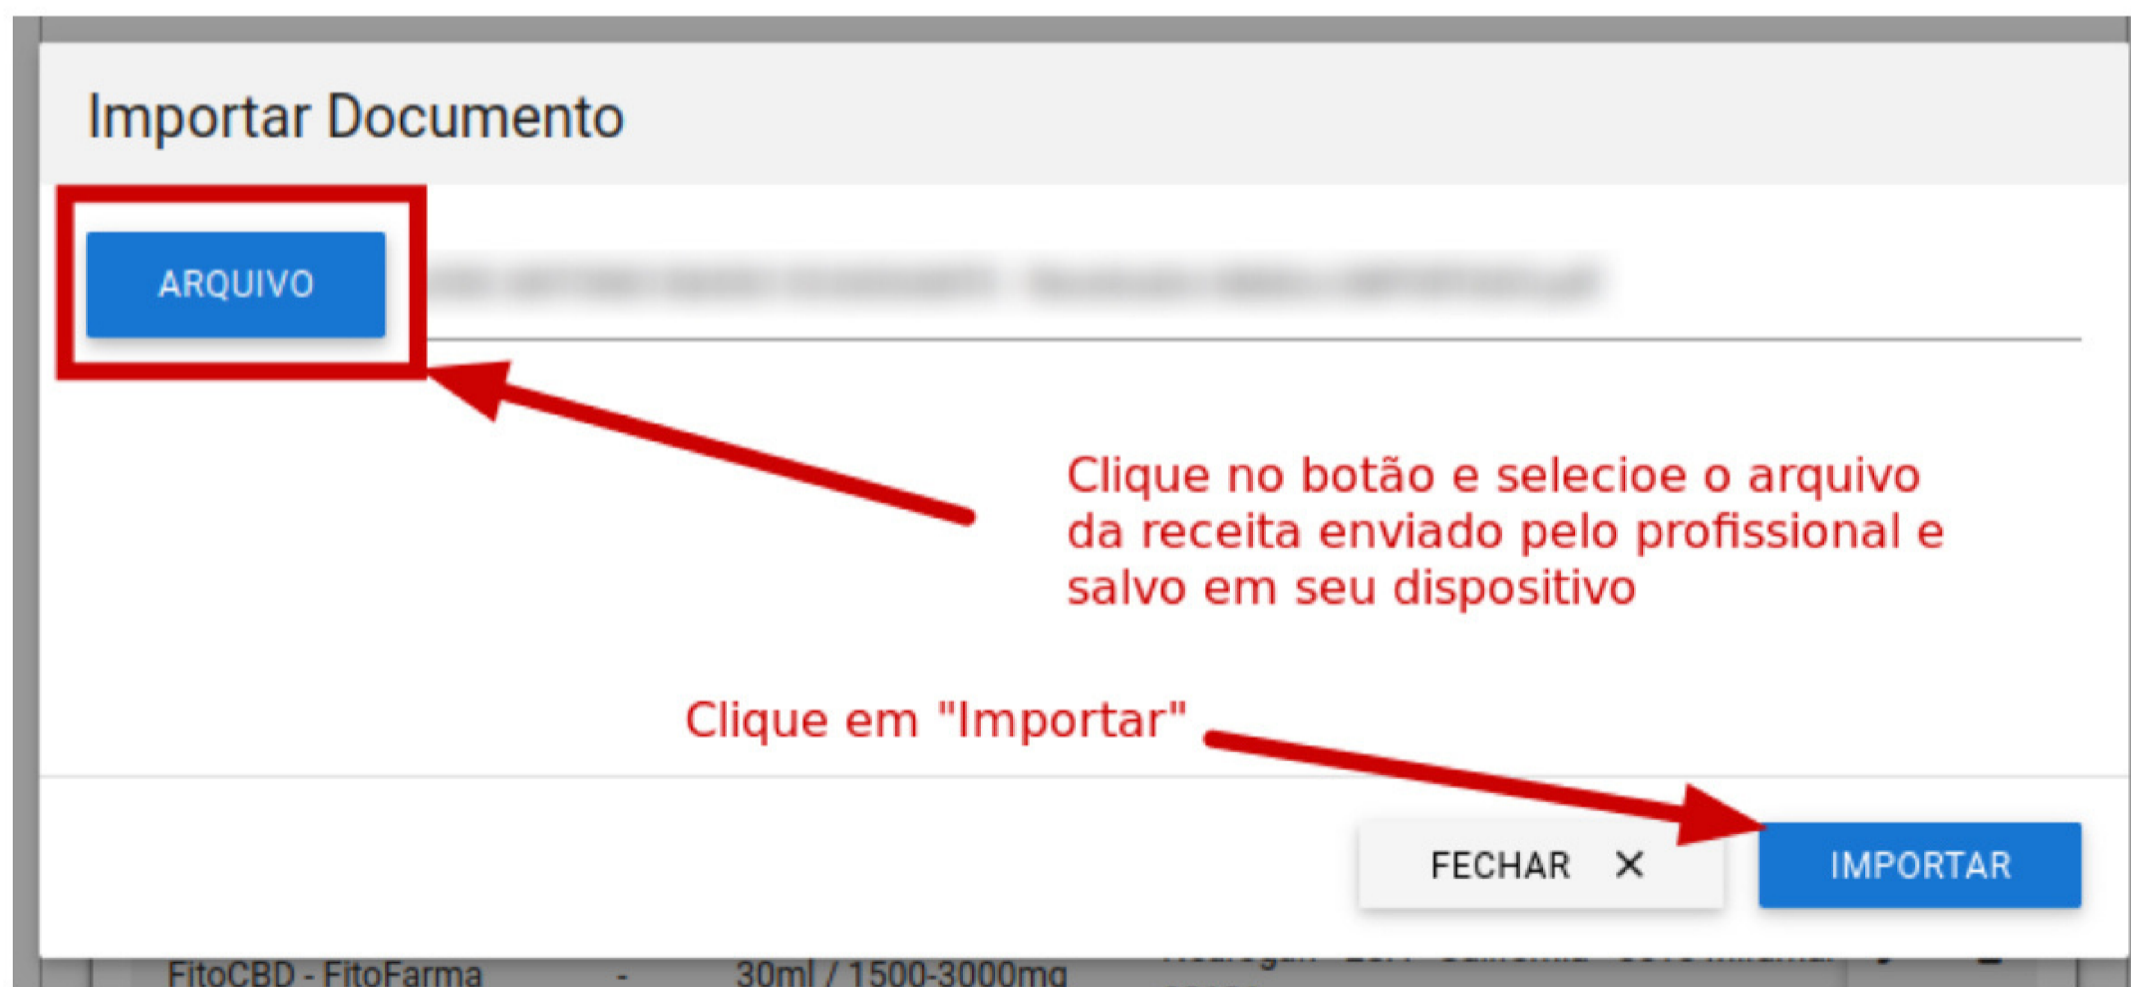 Importar Documento
ARQUIVO
Clique no botão e selecioe o arquivo
da receita enviado pelo profissional e
salvo em seu dispositivo
Clique em "Importar"
FECHAR ✕
IMPORTAR
FitoCBD - FitoFarma - 30ml / 1500-3000mg